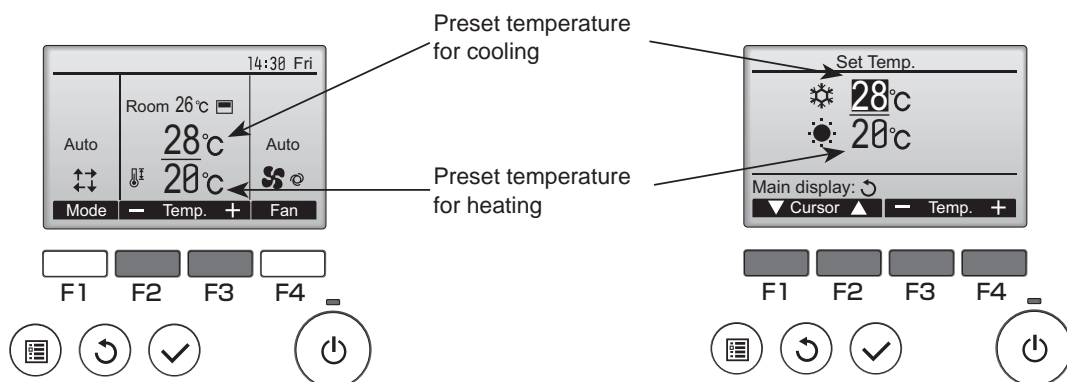 Preset temperature
for cooling
14:30 Fri
Room 26℃
28℃
20℃
Auto
Auto
Mode − Temp. + Fan
F1 F2 F3 F4
Preset temperature
for heating
Set Temp.
28℃
20℃
Main display:
Cursor − Temp. +
F1 F2 F3 F4